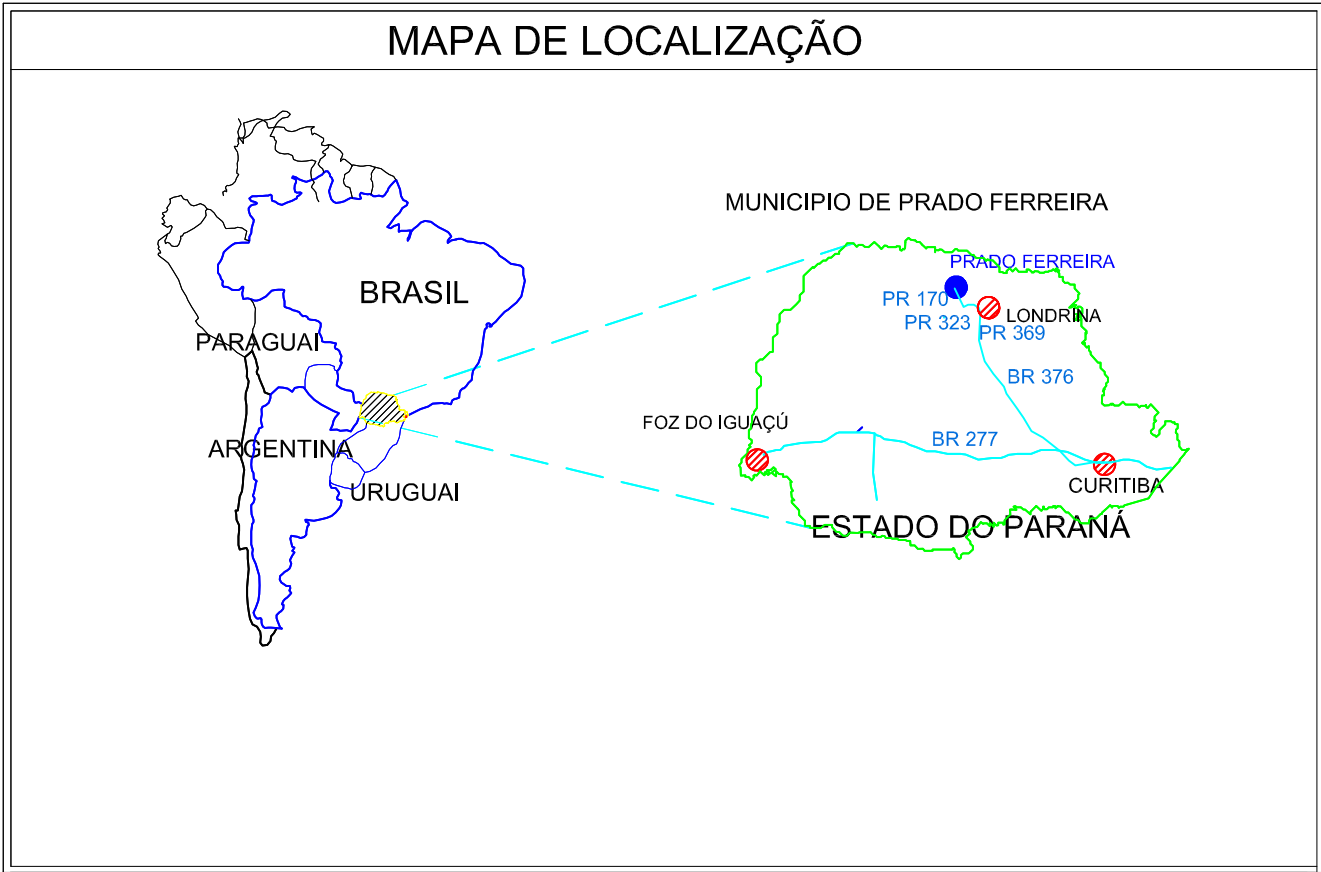 MAPA DE LOCALIZAÇÃO
MUNICIPIO DE PRADO FERREIRA
PRADO FERREIRA
BRASIL
PR 170
LONDRINA
PR 323
PR 369
PARAGUAI
BR 376
FOZ DO IGUAÇÚ
BR 277
ARGENTINA
CURITIBA
URUGUAI
ESTADO DO PARANÁ